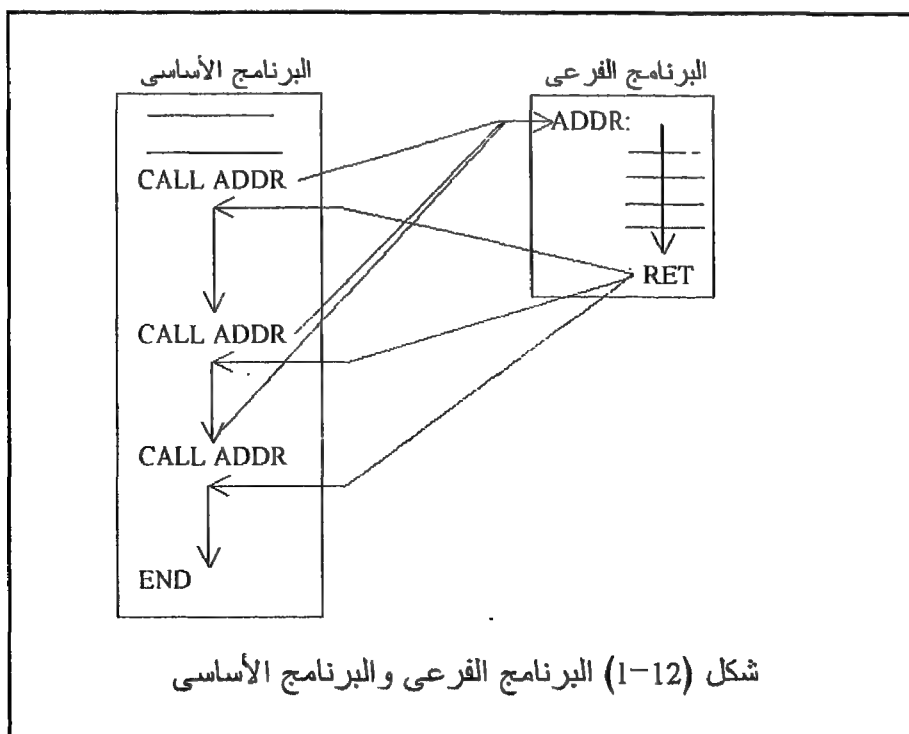 البرنامج الأساسى
البرنامج الفرعى
CALL ADDR
CALL ADDR
CALL ADDR
END
ADDR:
RET
شكل (12-1) البرنامج الفرعى والبرنامج الأساسى